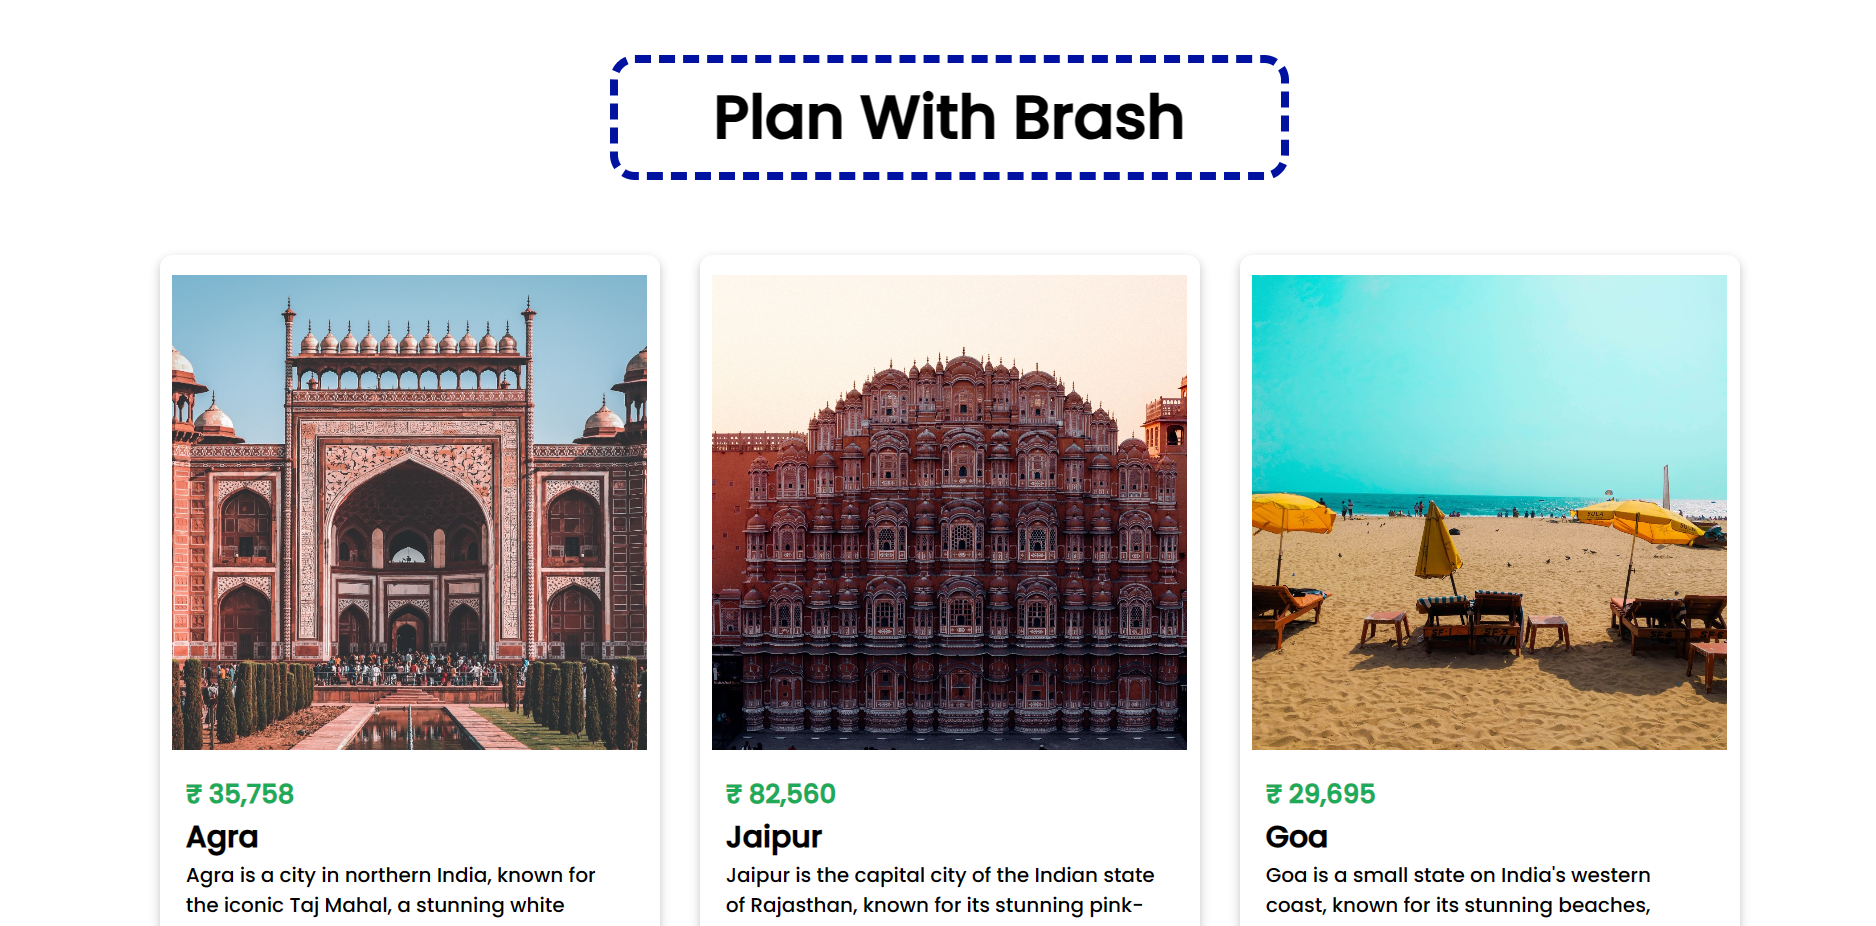 Plan With Brash
SULA
₹ 35,758
Agra
Agra is a city in northern India, known for
the iconic Taj Mahal, a stunning white
₹ 82,560
Jaipur
Jaipur is the capital city of the Indian state
of Rajasthan, known for its stunning pink-
₹ 29,695
Goa
Goa is a small state on India's western
coast, known for its stunning beaches,